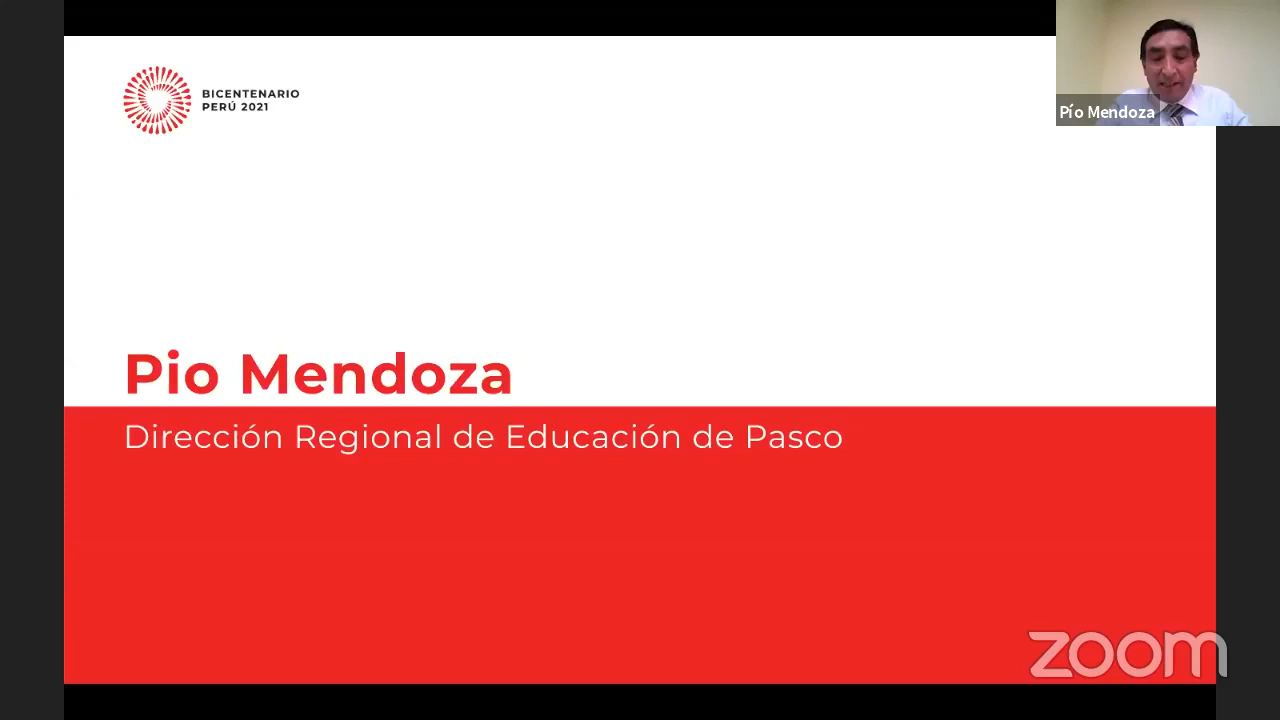 BICENTENARIO
PERÚ 2021
Pío Mendoza
Pio Mendoza
Dirección Regional de Educación de Pasco
zoom